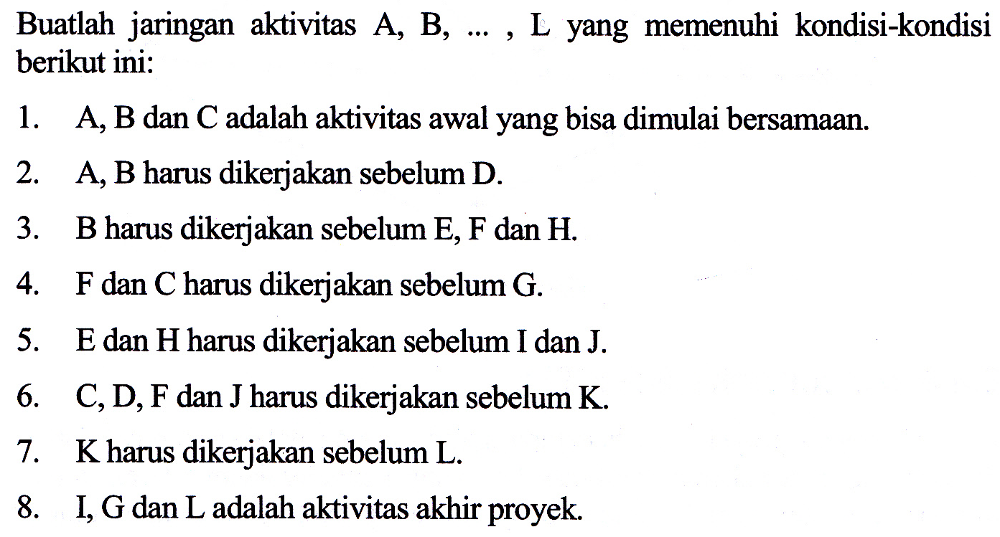 Buatlah jaringan aktivitas A, B, ... , L yang memenuhi kondisi-kondisi
berikut ini:
1. A, B dan C adalah aktivitas awal yang bisa dimulai bersamaan.
2. A, B harus dikerjakan sebelum D.
3. B harus dikerjakan sebelum E, F dan H.
4. F dan C harus dikerjakan sebelum G.
5. E dan H harus dikerjakan sebelum I dan J.
6. C, D, F dan J harus dikerjakan sebelum K.
7. K harus dikerjakan sebelum L.
8. I, G dan L adalah aktivitas akhir proyek.